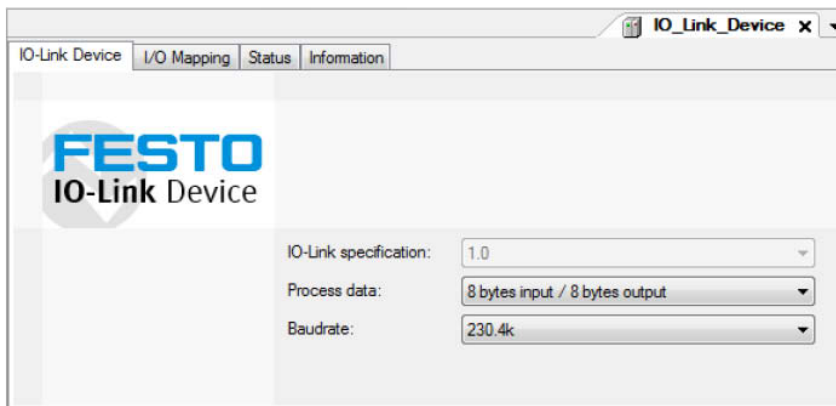 IO_Link_Device x
IO-Link Device I/O Mapping Status Information
FESTO
IO-Link Device
IO-Link specification: 1.0
Process data: 8 bytes input / 8 bytes output
Baudrate: 230.4k